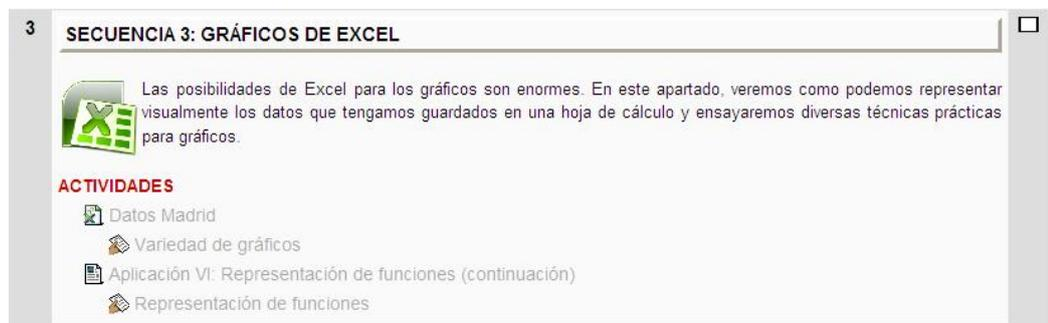 3
SECUENCIA 3: GRÁFICOS DE EXCEL
Las posibilidades de Excel para los gráficos son enormes. En este apartado, veremos como podemos representar
visualmente los datos que tengamos guardados en una hoja de cálculo y ensayaremos diversas técnicas prácticas
para gráficos.
ACTIVIDADES
Datos Madrid
Variedad de gráficos
Aplicación VI: Representación de funciones (continuación)
Representación de funciones